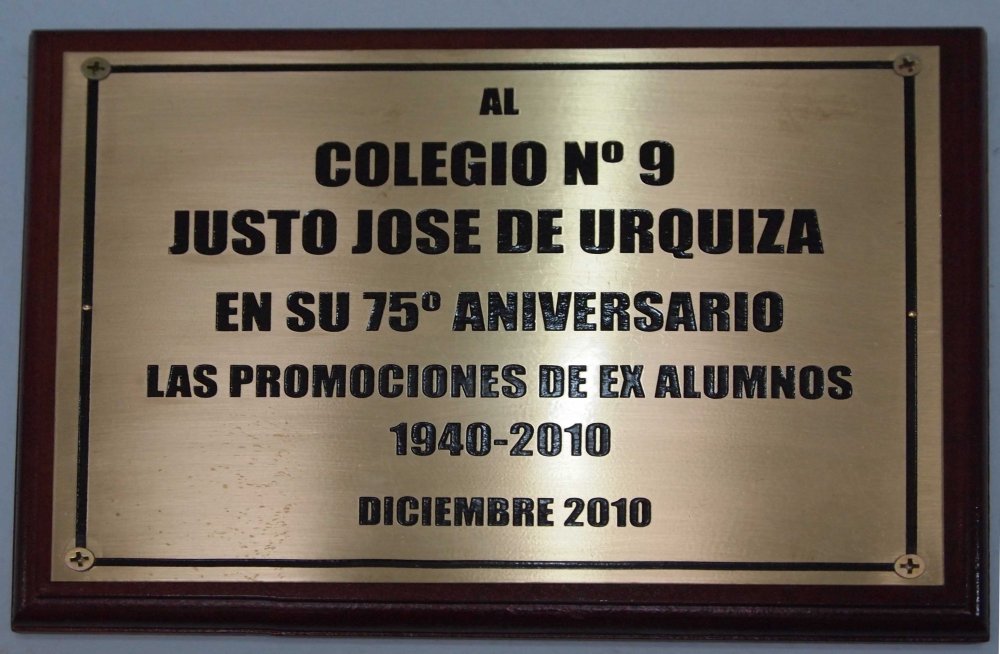 AL
COLEGIO Nº 9
JUSTO JOSE DE URQUIZA
EN SU 75º ANIVERSARIO
LAS PROMOCIONES DE EX ALUMNOS
1940-2010
DICIEMBRE 2010